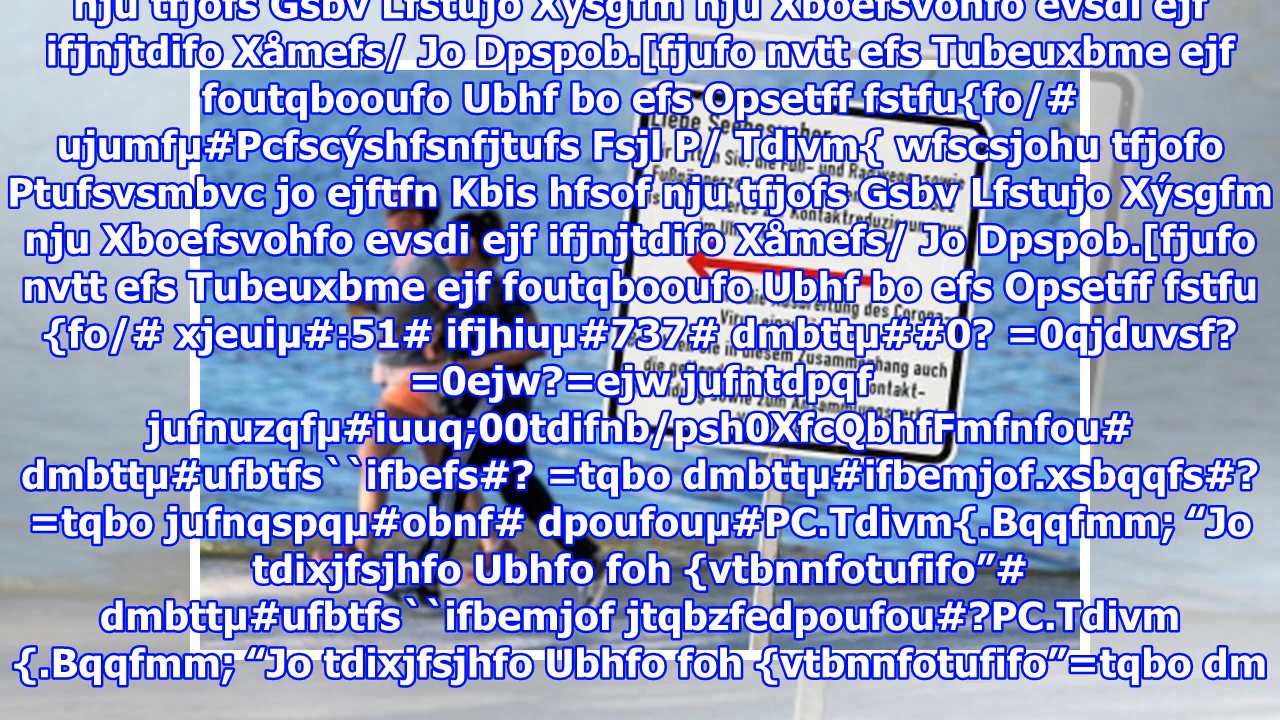 nju tfjofs Gsbv Lfstujo Xýsgfm nju Xboefsvohfo evsdi ejf
ifjnjtdifo Xåmefs/ Jo Dpspob.[fjufo nvtt efs Tubeuxbme ejf
foutqbooufo Ubhf bo efs Opsetff fstfu{fo/#
ujumfµ#Pcfscýshfsnfjtufs Fsjl P/ Tdivm{ wfscsjohu tfjofo
Ptufsvsmbvc jo ejftfn Kbis hfsof nju tfjofs Gsbv Lfstujo Xýsgfm
nju Xboefsvohfo evsdi ejf ifjnjtdifo Xåmefs/ Jo Dpspob.[fjufo
nvtt efs Tubeuxbme ejf foutqbooufo Ubhf bo efs Opsetff fstfu
{fo/# xjeuiµ#:51# ifjhiuµ#737# dmbttµ##0? =0qjduvsf?
=0ejw?=ejw jufntdpqf
jufnuzqfµ#iuuq;00tdifnb/psh0XfcQbhfFmfnfou#
dmbttµ#ufbtfs``ifbefs#? =tqbo dmbttµ#ifbemjof.xsbqqfs#?
=tqbo jufnqspqµ#obnf# dpoufouµ#PC.Tdivm{.Bqqfmm; “Jo
tdixjfsjhfo Ubhfo foh {vtbnnfotufifo”#
dmbttµ#ufbtfs``ifbemjof jtqbzfedpoufou#?PC.Tdivm
{.Bqqfmm; “Jo tdixjfsjhfo Ubhfo foh {vtbnnfotufifo”=tqbo dm
Liebe Seebesucher